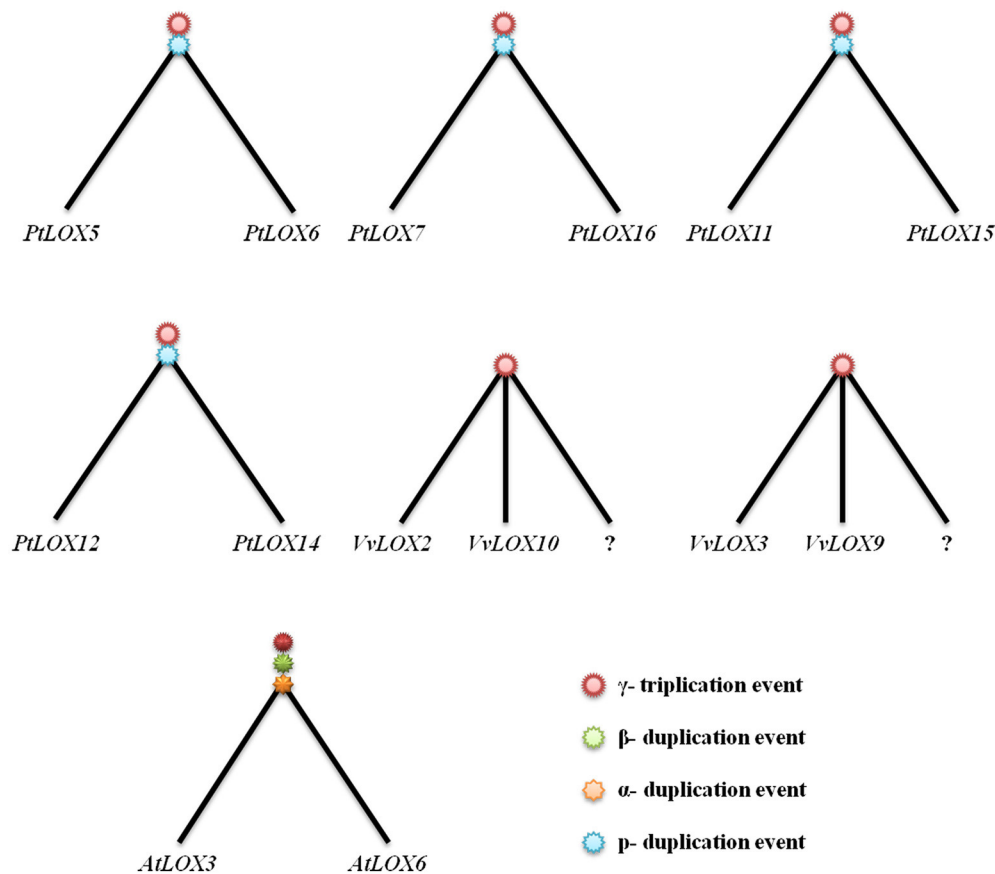 PtLOX5 PtLOX6 PtLOX7 PtLOX16 PtLOX11 PtLOX15
PtLOX12 PtLOX14 VvLOX2 VvLOX10 ? VvLOX3 VvLOX9 ?
γ- triplication event
β- duplication event
α- duplication event
p- duplication event
AtLOX3 AtLOX6